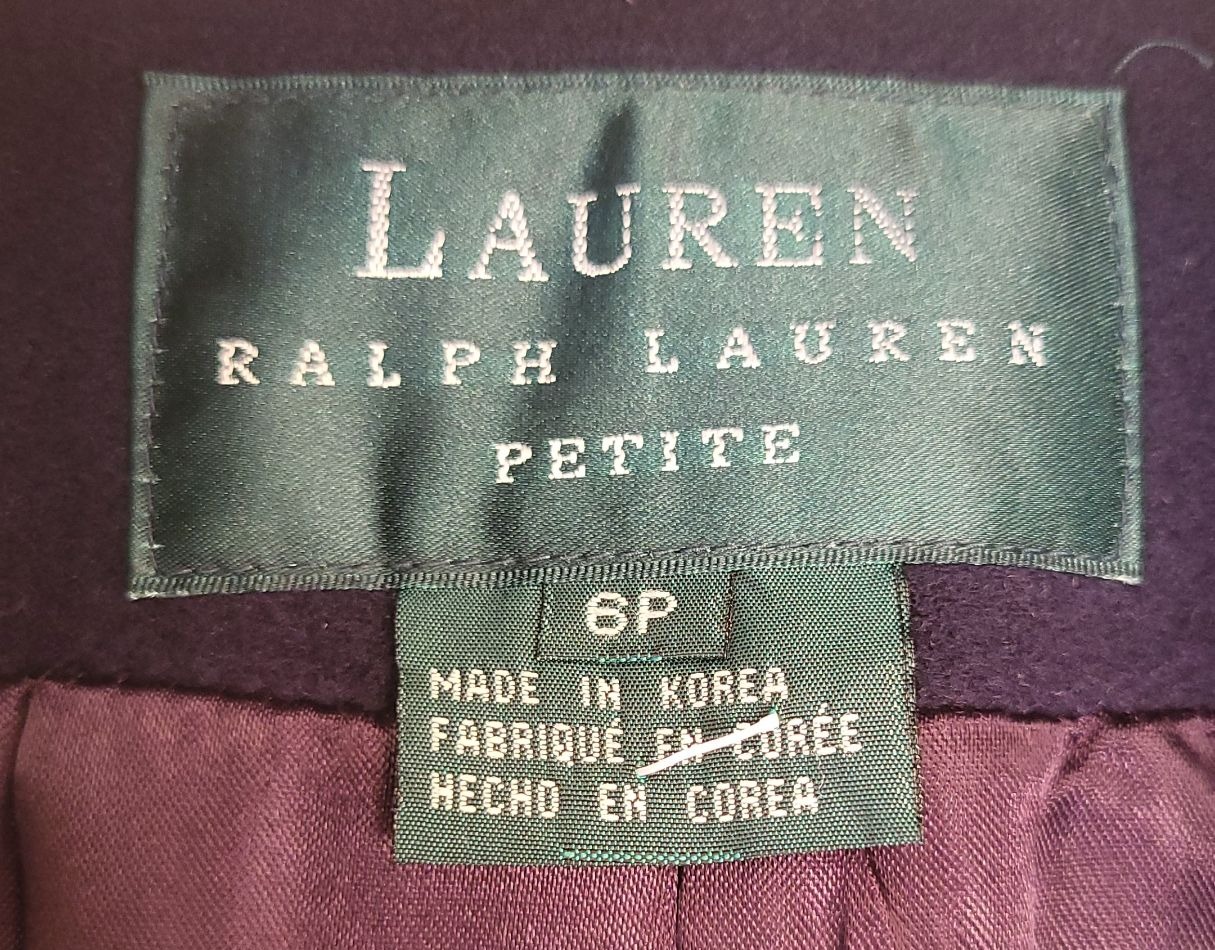 LAUREN
RALPH LAUREN
PETITE
6P
MADE IN KOREA
FABRIQUÉ EN CORÉE
HECHO EN COREA